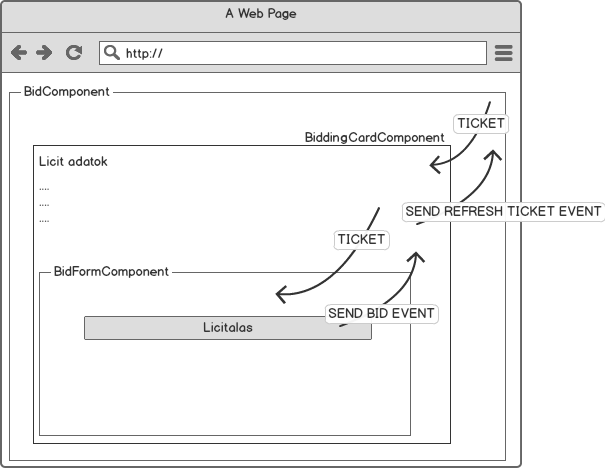 A Web Page
http://
BidComponent
TICKET
BiddingCardComponent
Licit adatok
....
....
....
SEND REFRESH TICKET EVENT
TICKET
BidFormComponent
SEND BID EVENT
Licitalas